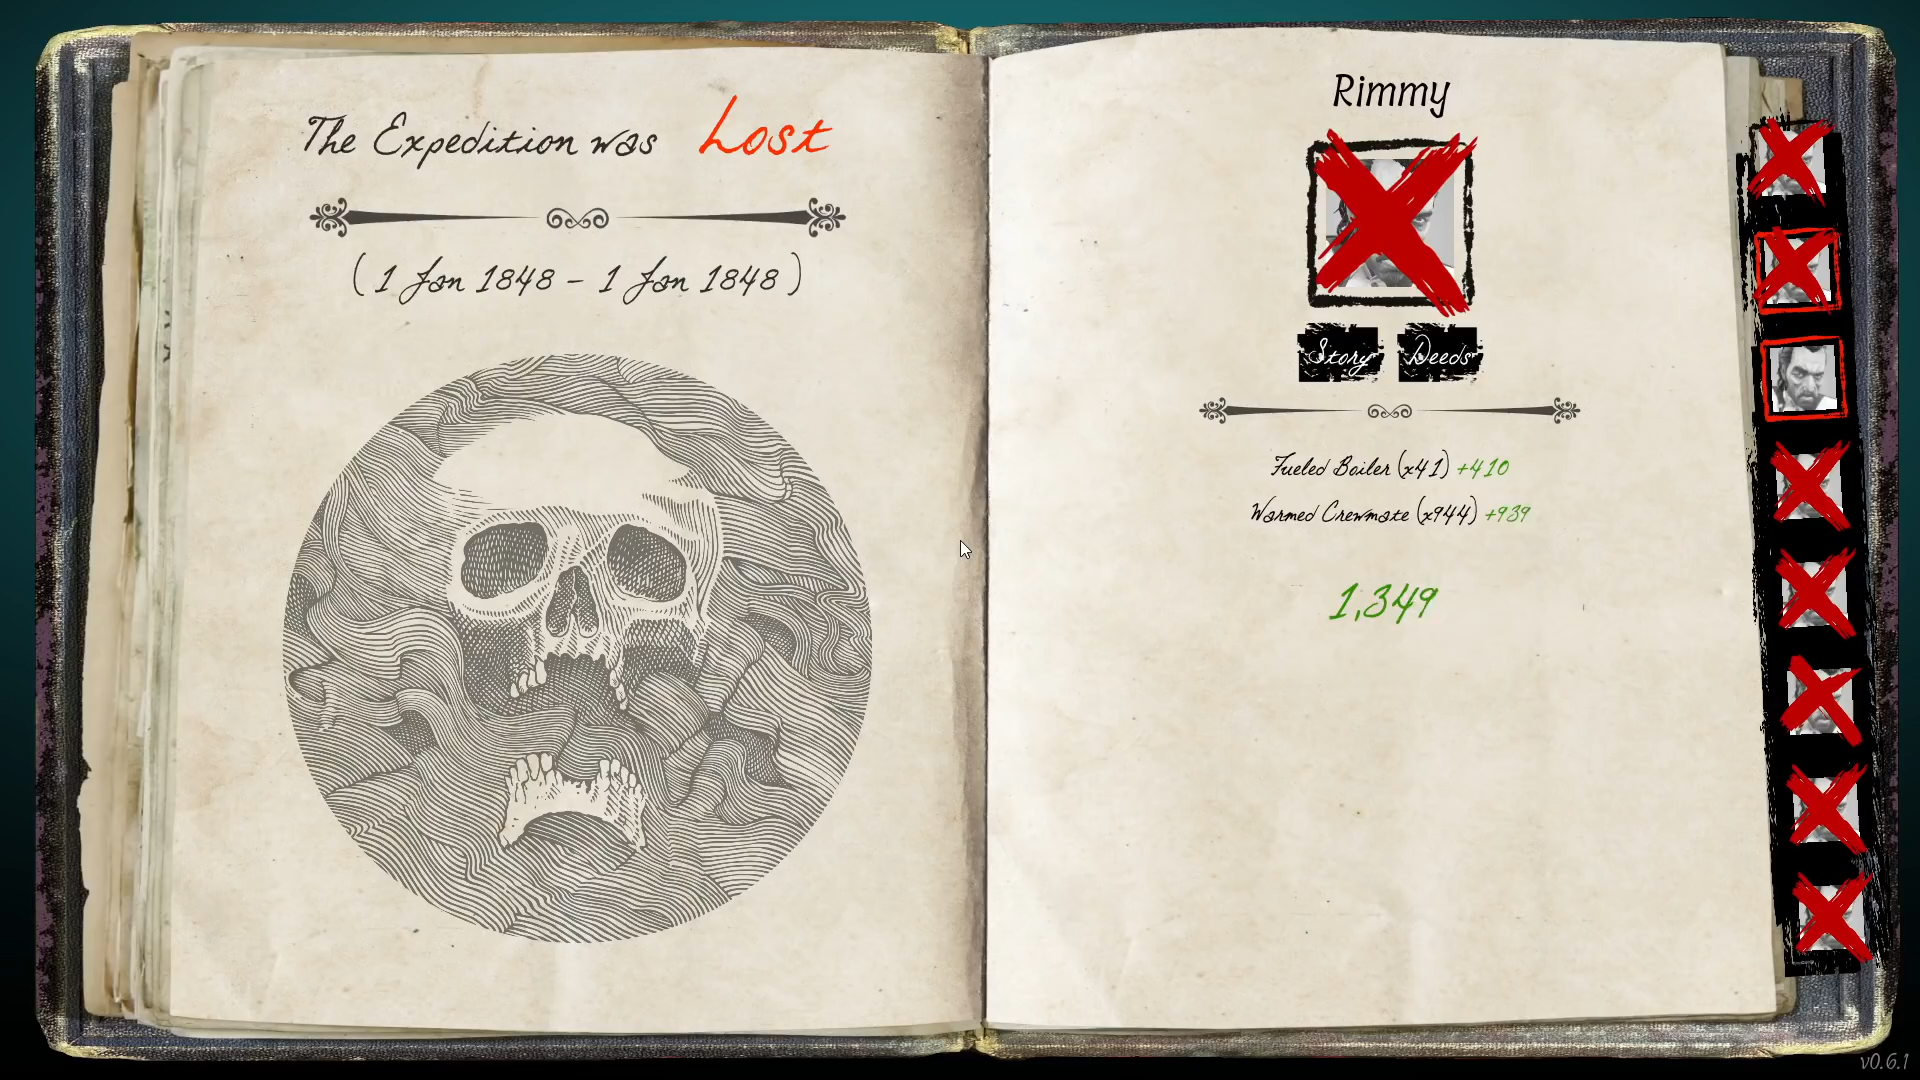 The Expedition was Lost
(1 Jan 1848 - 1 Jan 1848)
Rimmy
Story Deeds
Fueled Boiler (x41) +410
Warmed Crewmate (x944) +939
1,349
v0.6.1